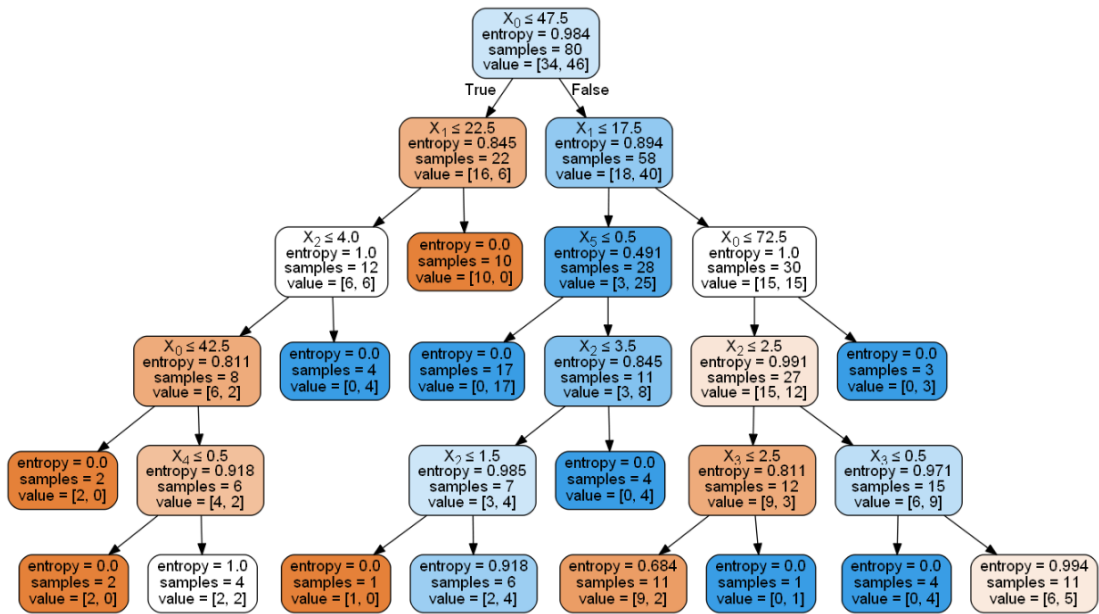 X0 ≤ 47.5
entropy = 0.984
samples = 80
value = [34, 46]
True
False
X1 ≤ 22.5
entropy = 0.845
samples = 22
value = [16, 6]
X1 ≤ 17.5
entropy = 0.894
samples = 58
value = [18, 40]
X2 ≤ 4.0
entropy = 1.0
samples = 12
value = [6, 6]
entropy = 0.0
samples = 10
value = [10, 0]
X5 ≤ 0.5
entropy = 0.491
samples = 28
value = [3, 25]
X0 ≤ 72.5
entropy = 1.0
samples = 30
value = [15, 15]
X0 ≤ 42.5
entropy = 0.811
samples = 8
value = [6, 2]
entropy = 0.0
samples = 4
value = [0, 4]
entropy = 0.0
samples = 17
value = [0, 17]
X2 ≤ 3.5
entropy = 0.845
samples = 11
value = [3, 8]
X2 ≤ 2.5
entropy = 0.991
samples = 27
value = [15, 12]
entropy = 0.0
samples = 3
value = [0, 3]
entropy = 0.0
samples = 2
value = [2, 0]
X4 ≤ 0.5
entropy = 0.918
samples = 6
value = [4, 2]
X2 ≤ 1.5
entropy = 0.985
samples = 7
value = [3, 4]
entropy = 0.0
samples = 4
value = [0, 4]
X3 ≤ 2.5
entropy = 0.811
samples = 12
value = [9, 3]
X3 ≤ 0.5
entropy = 0.971
samples = 15
value = [6, 9]
entropy = 0.0
samples = 2
value = [2, 0]
entropy = 1.0
samples = 4
value = [2, 2]
entropy = 0.0
samples = 1
value = [1, 0]
entropy = 0.918
samples = 6
value = [2, 4]
entropy = 0.684
samples = 11
value = [9, 2]
entropy = 0.0
samples = 1
value = [0, 1]
entropy = 0.0
samples = 4
value = [0, 4]
entropy = 0.994
samples = 11
value = [6, 5]